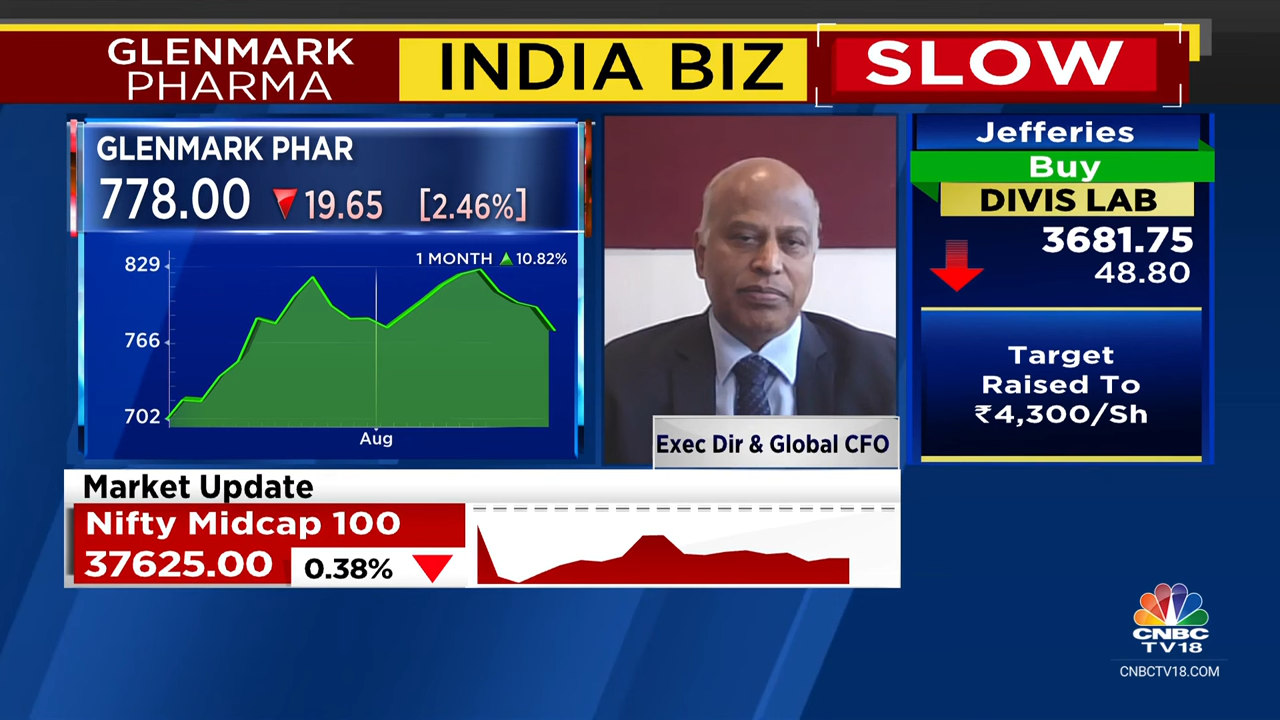 GLENMARK
PHARMA
INDIA BIZ
SLOW
GLENMARK PHAR
778.00 19.65 [2.46%]
1 MONTH 10.82%
829
766
702
Aug
Exec Dir & Global CFO
Jefferies
Buy
DIVIS LAB
3681.75
48.80
Target
Raised To
₹4,300/Sh
Market Update
Nifty Midcap 100
37625.00 0.38%
CNBC
TV18
CNBCTV18.COM